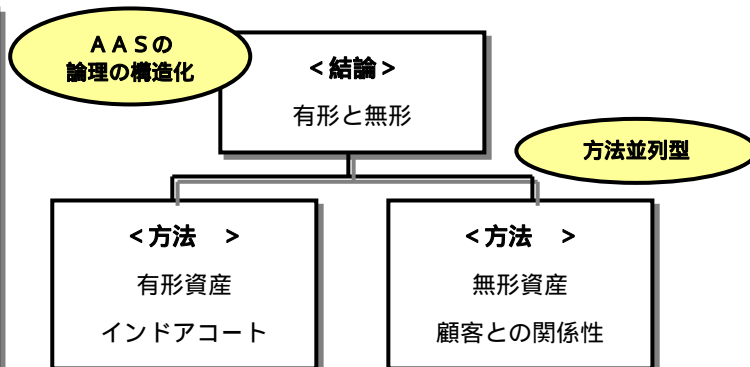 ＡＡＳの
論理の構造化
＜結論＞
有形と無形
方法並列型
＜方法　＞
有形資産
インドアコート
＜方法　＞
無形資産
顧客との関係性